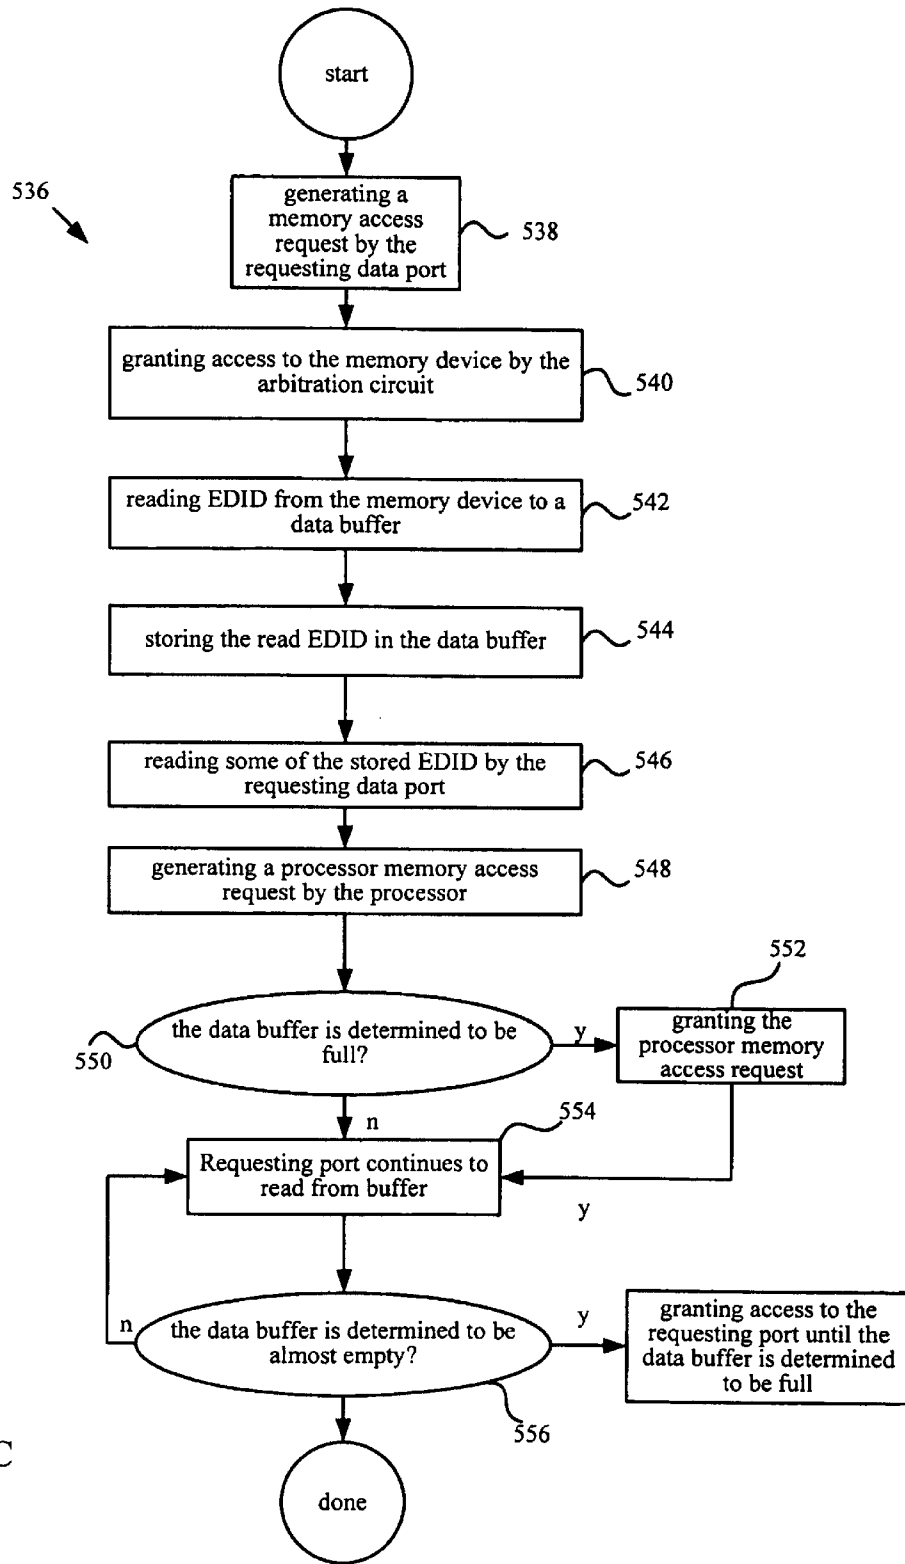 start
536
generating a
memory access
request by the
requesting data port
538
granting access to the memory device by the
arbitration circuit
540
reading EDID from the memory device to a
data buffer
542
storing the read EDID in the data buffer
544
reading some of the stored EDID by the
requesting data port
546
generating a processor memory access
request by the processor
548
the data buffer is determined to be
full?
550
y
552
granting the
processor memory
access request
n
554
Requesting port continues to
read from buffer
y
n
the data buffer is determined to be
almost empty?
y
granting access to the
requesting port until the
data buffer is determined
to be full
556
C
done